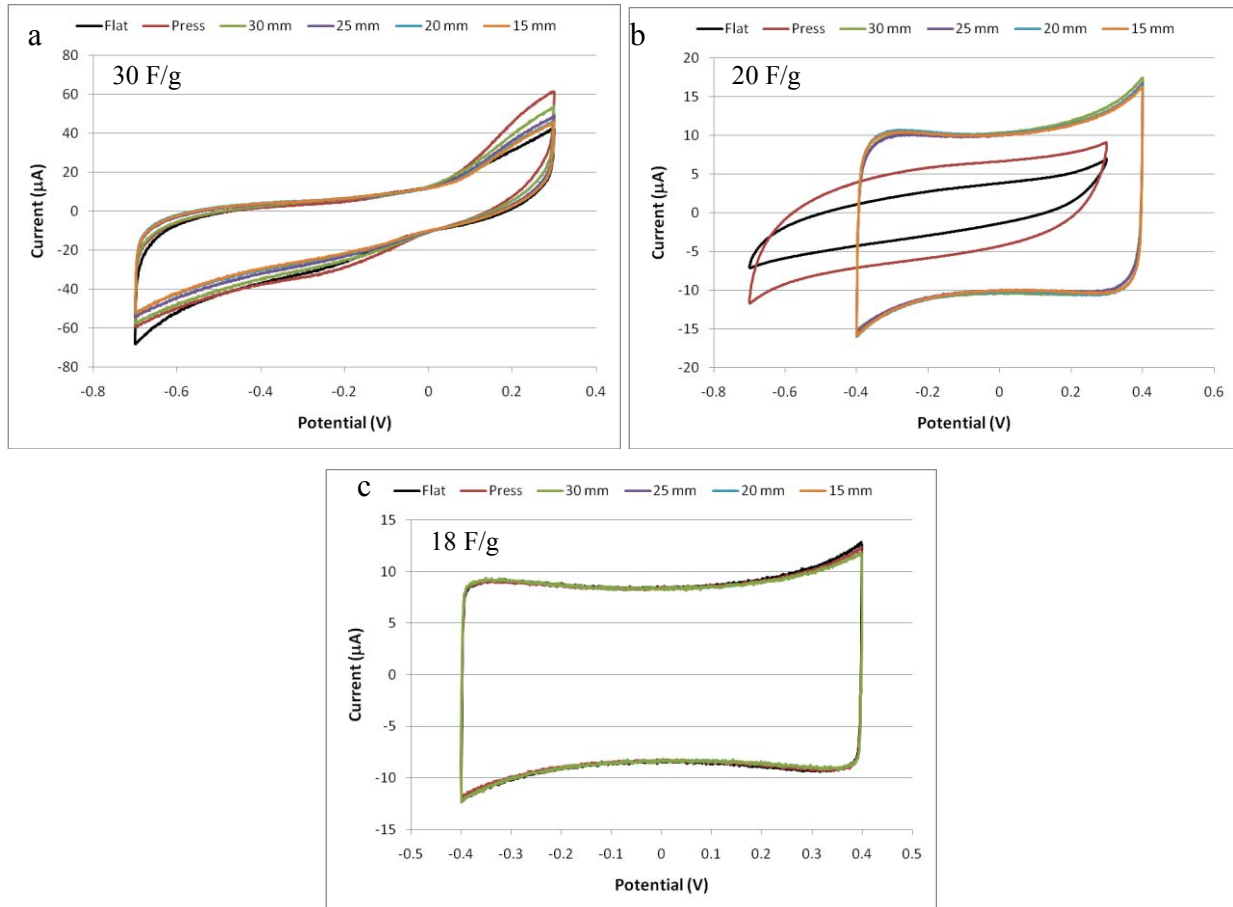 a
Flat Press 30 mm 25 mm 20 mm 15 mm
30 F/g
80
60
40
20
0
-20
-40
-60
-80
Current (µA)
-0.8 -0.6 -0.4 -0.2 0 0.2 0.4
Potential (V)
b
Flat Press 30 mm 25 mm 20 mm 15 mm
20 F/g
20
15
10
5
0
-5
-10
-15
-20
Current (µA)
-0.8 -0.6 -0.4 -0.2 0 0.2 0.4 0.6
Potential (V)
c
Flat Press 30 mm 25 mm 20 mm 15 mm
18 F/g
15
10
5
0
-5
-10
-15
Current (µA)
-0.5 -0.4 -0.3 -0.2 -0.1 0 0.1 0.2 0.3 0.4 0.5
Potential (V)